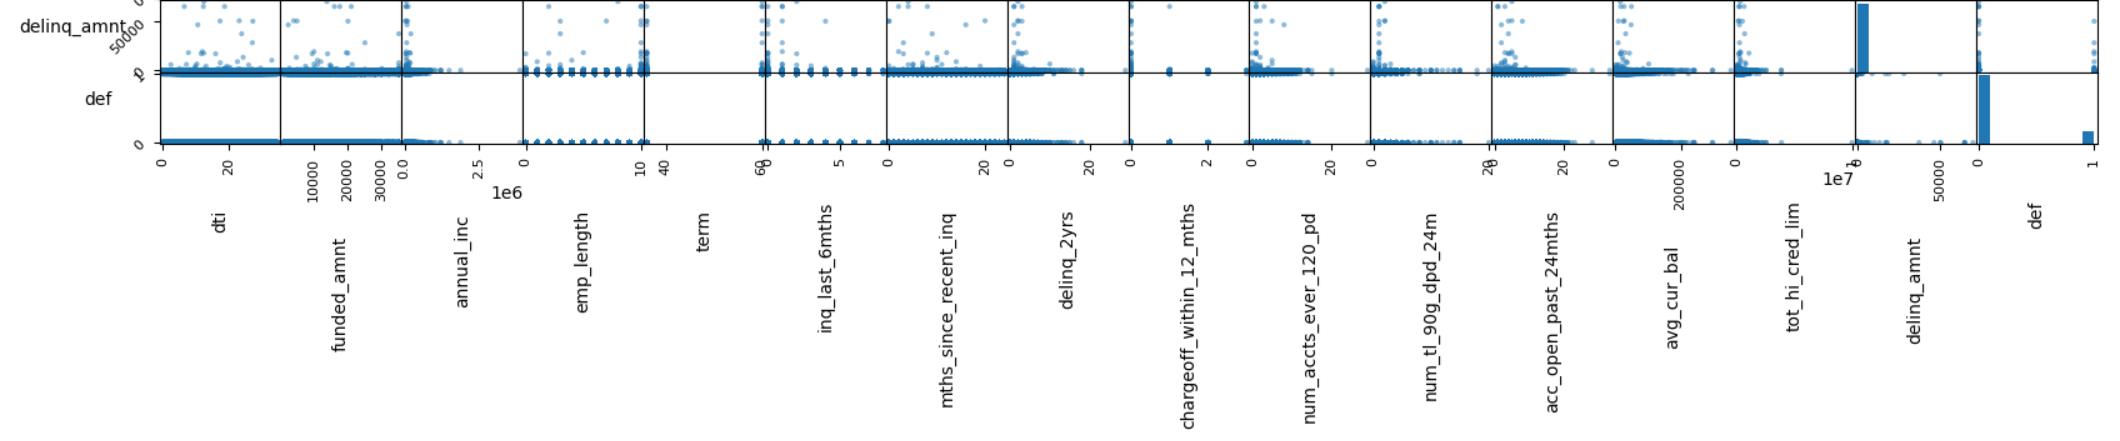 delinq_amnt
50000
0
def
0
0
20
10000
20000
30000
0.0
2.5
1e6
0
10
40
60
0
5
0
20
0
20
0
2
0
20
0
20
0
20
0
200000
0
1
1e7
0
50000
0
1
dti
funded_amnt
annual_inc
emp_length
term
inq_last_6mths
mths_since_recent_inq
delinq_2yrs
chargeoff_within_12_mths
num_accts_ever_120_pd
num_tl_90g_dpd_24m
acc_open_past_24mths
avg_cur_bal
tot_hi_cred_lim
delinq_amnt
def